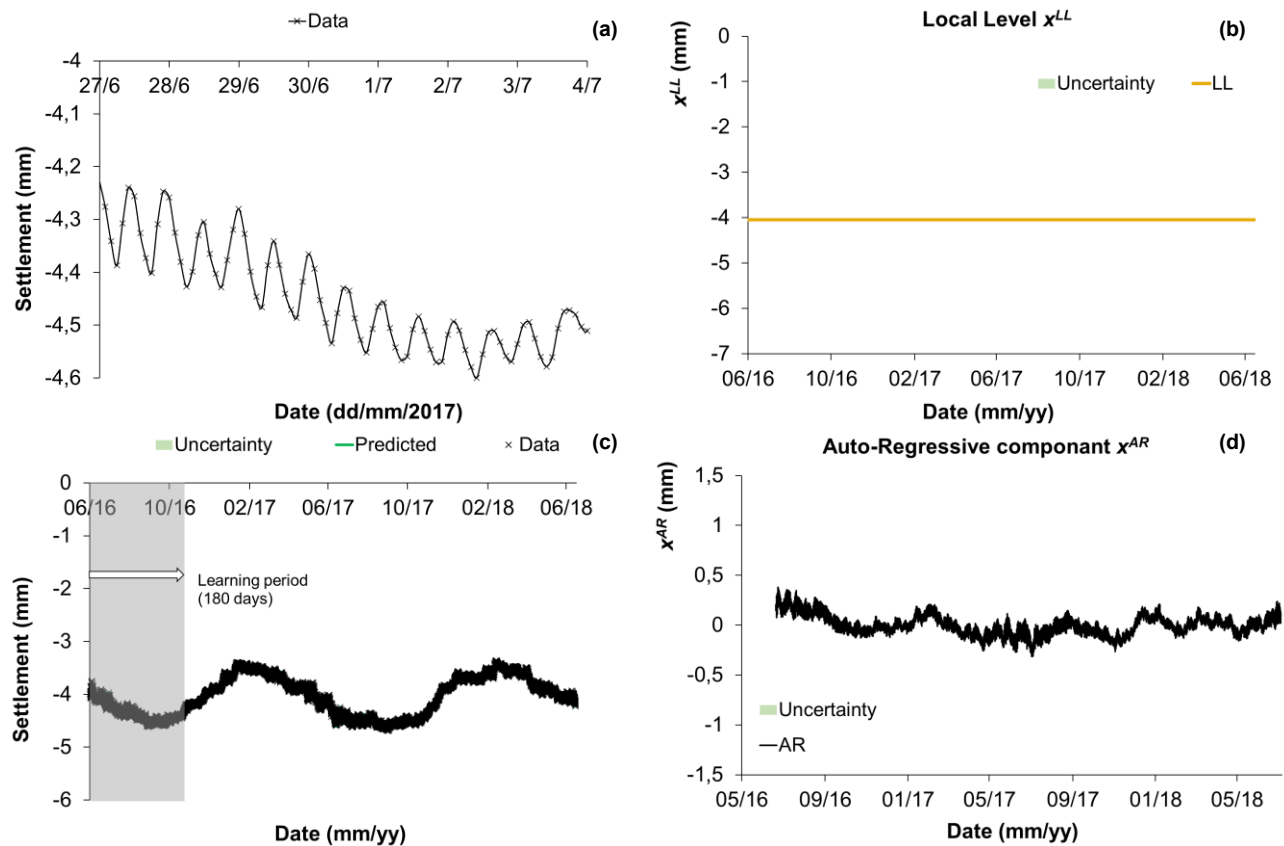 Data
(a)
-4
27/6 28/6 29/6 30/6 1/7 2/7 3/7 4/7
-4,1
-4,2
-4,3
-4,4
-4,5
-4,6
Settlement (mm)
Date (dd/mm/2017)
Local Level x^LL
(b)
0
-1
-2
-3
-4
-5
-6
-7
x^LL (mm)
Uncertainty LL
06/16 10/16 02/17 06/17 10/17 02/18 06/18
Date (mm/yy)
Uncertainty Predicted Data
(c)
0
06/16 10/16 02/17 06/17 10/17 02/18 06/18
-1
-2
-3
-4
-5
-6
Settlement (mm)
Learning period
(180 days)
Date (mm/yy)
(d)
Auto-Regressive componant x^AR
1,5
1
0,5
0
-0,5
-1
-1,5
x^AR (mm)
Uncertainty
AR
05/16 09/16 01/17 05/17 09/17 01/18 05/18
Date (mm/yy)